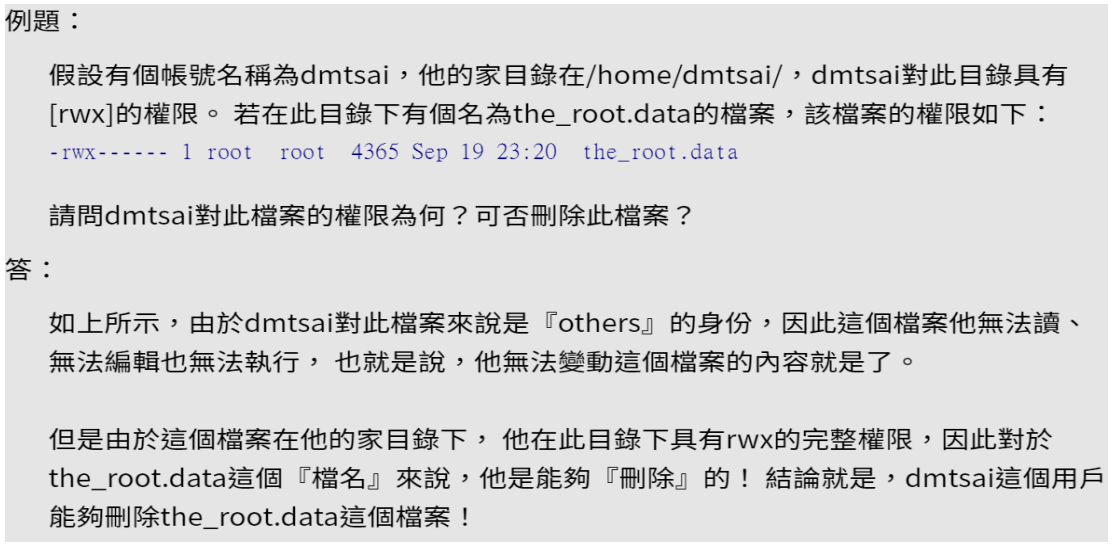 例題：
假設有個帳號名稱為dmtsai，他的家目錄在/home/dmtsai/，dmtsai對此目錄具有
[rwx]的權限。 若在此目錄下有個名為the_root.data的檔案，該檔案的權限如下：
-rwx------ 1 root  root  4365 Sep 19 23:20  the_root.data
請問dmtsai對此檔案的權限為何？可否刪除此檔案？
答：
如上所示，由於dmtsai對此檔案來說是『others』的身份，因此這個檔案他無法讀、
無法編輯也無法執行， 也就是說，他無法變動這個檔案的內容就是了。
但是由於這個檔案在他的家目錄下， 他在此目錄下具有rwx的完整權限，因此對於
the_root.data這個『檔名』來說，他是能夠『刪除』的！ 結論就是，dmtsai這個用戶
能夠刪除the_root.data這個檔案！